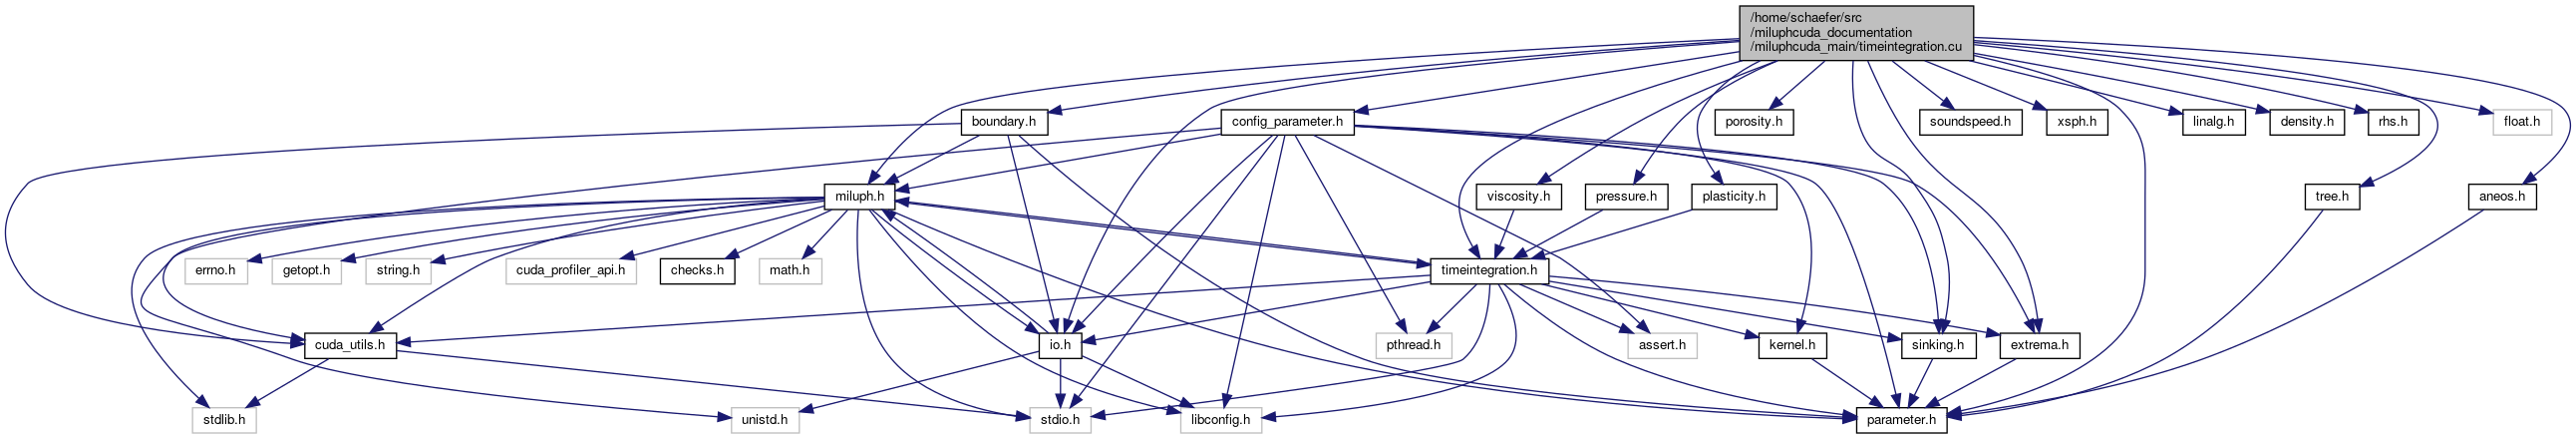 /home/schaefer/src
/miluphcuda_documentation
/miluphcuda_main/timeintegration.cu
boundary.h
config_parameter.h
porosity.h
soundspeed.h
xsph.h
linalg.h
density.h
rhs.h
float.h
miluph.h
viscosity.h
pressure.h
plasticity.h
tree.h
aneos.h
errno.h
getopt.h
string.h
cuda_profiler_api.h
checks.h
math.h
timeintegration.h
cuda_utils.h
io.h
pthread.h
assert.h
kernel.h
sinking.h
extrema.h
stdlib.h
unistd.h
stdio.h
libconfig.h
parameter.h